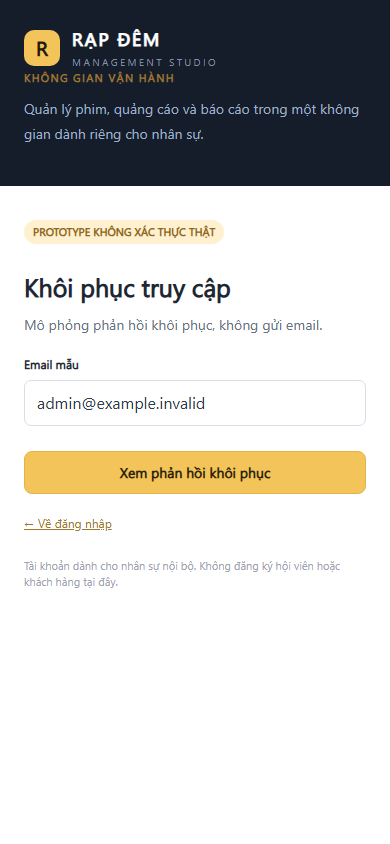 R
RẠP ĐÊM
MANAGEMENT STUDIO
KHÔNG GIAN VẬN HÀNH
Quản lý phim, quảng cáo và báo cáo trong một không
gian dành riêng cho nhân sự.
PROTOTYPE KHÔNG XÁC THỰC THẬT
Khôi phục truy cập
Mô phỏng phản hồi khôi phục, không gửi email.
Email mẫu
admin@example.invalid
Xem phản hồi khôi phục
← Về đăng nhập
Tài khoản dành cho nhân sự nội bộ. Không đăng ký hội viên hoặc
khách hàng tại đây.